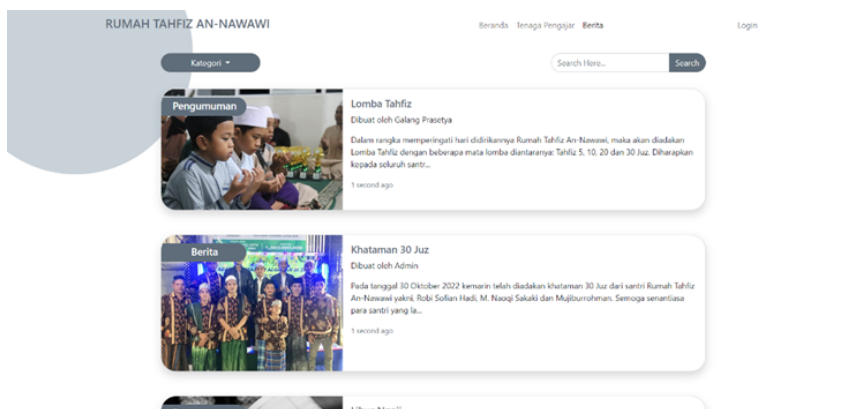 RUMAH TAHFIZ AN-NAWAWI
Beranda Tenaga Pengajar Berita Login
Kategori
Search Here... Search
Pengumuman
Lomba Tahfiz
Dibuat oleh Galang Prasetya
Dalam rangka memperingati hari didirikannya Rumah Tahfiz An-Nawawi, maka akan diadakan
Lomba Tahfiz dengan beberapa mata lomba diantaranya: Tahfiz 5, 10, 20 dan 30 Juz. Diharapkan
kepada seluruh santr...
1 second ago
Berita
Khataman 30 Juz
Dibuat oleh Admin
Pada tanggal 30 Oktober 2022 kemarin telah diadakan khataman 30 Juz dari santri Rumah Tahfiz
An-Nawawi yakni, Robi Sofian Hadi, M. Naoqi Sakaki dan Mujiburrohman. Semoga senantiasa
para santri yang la...
1 second ago